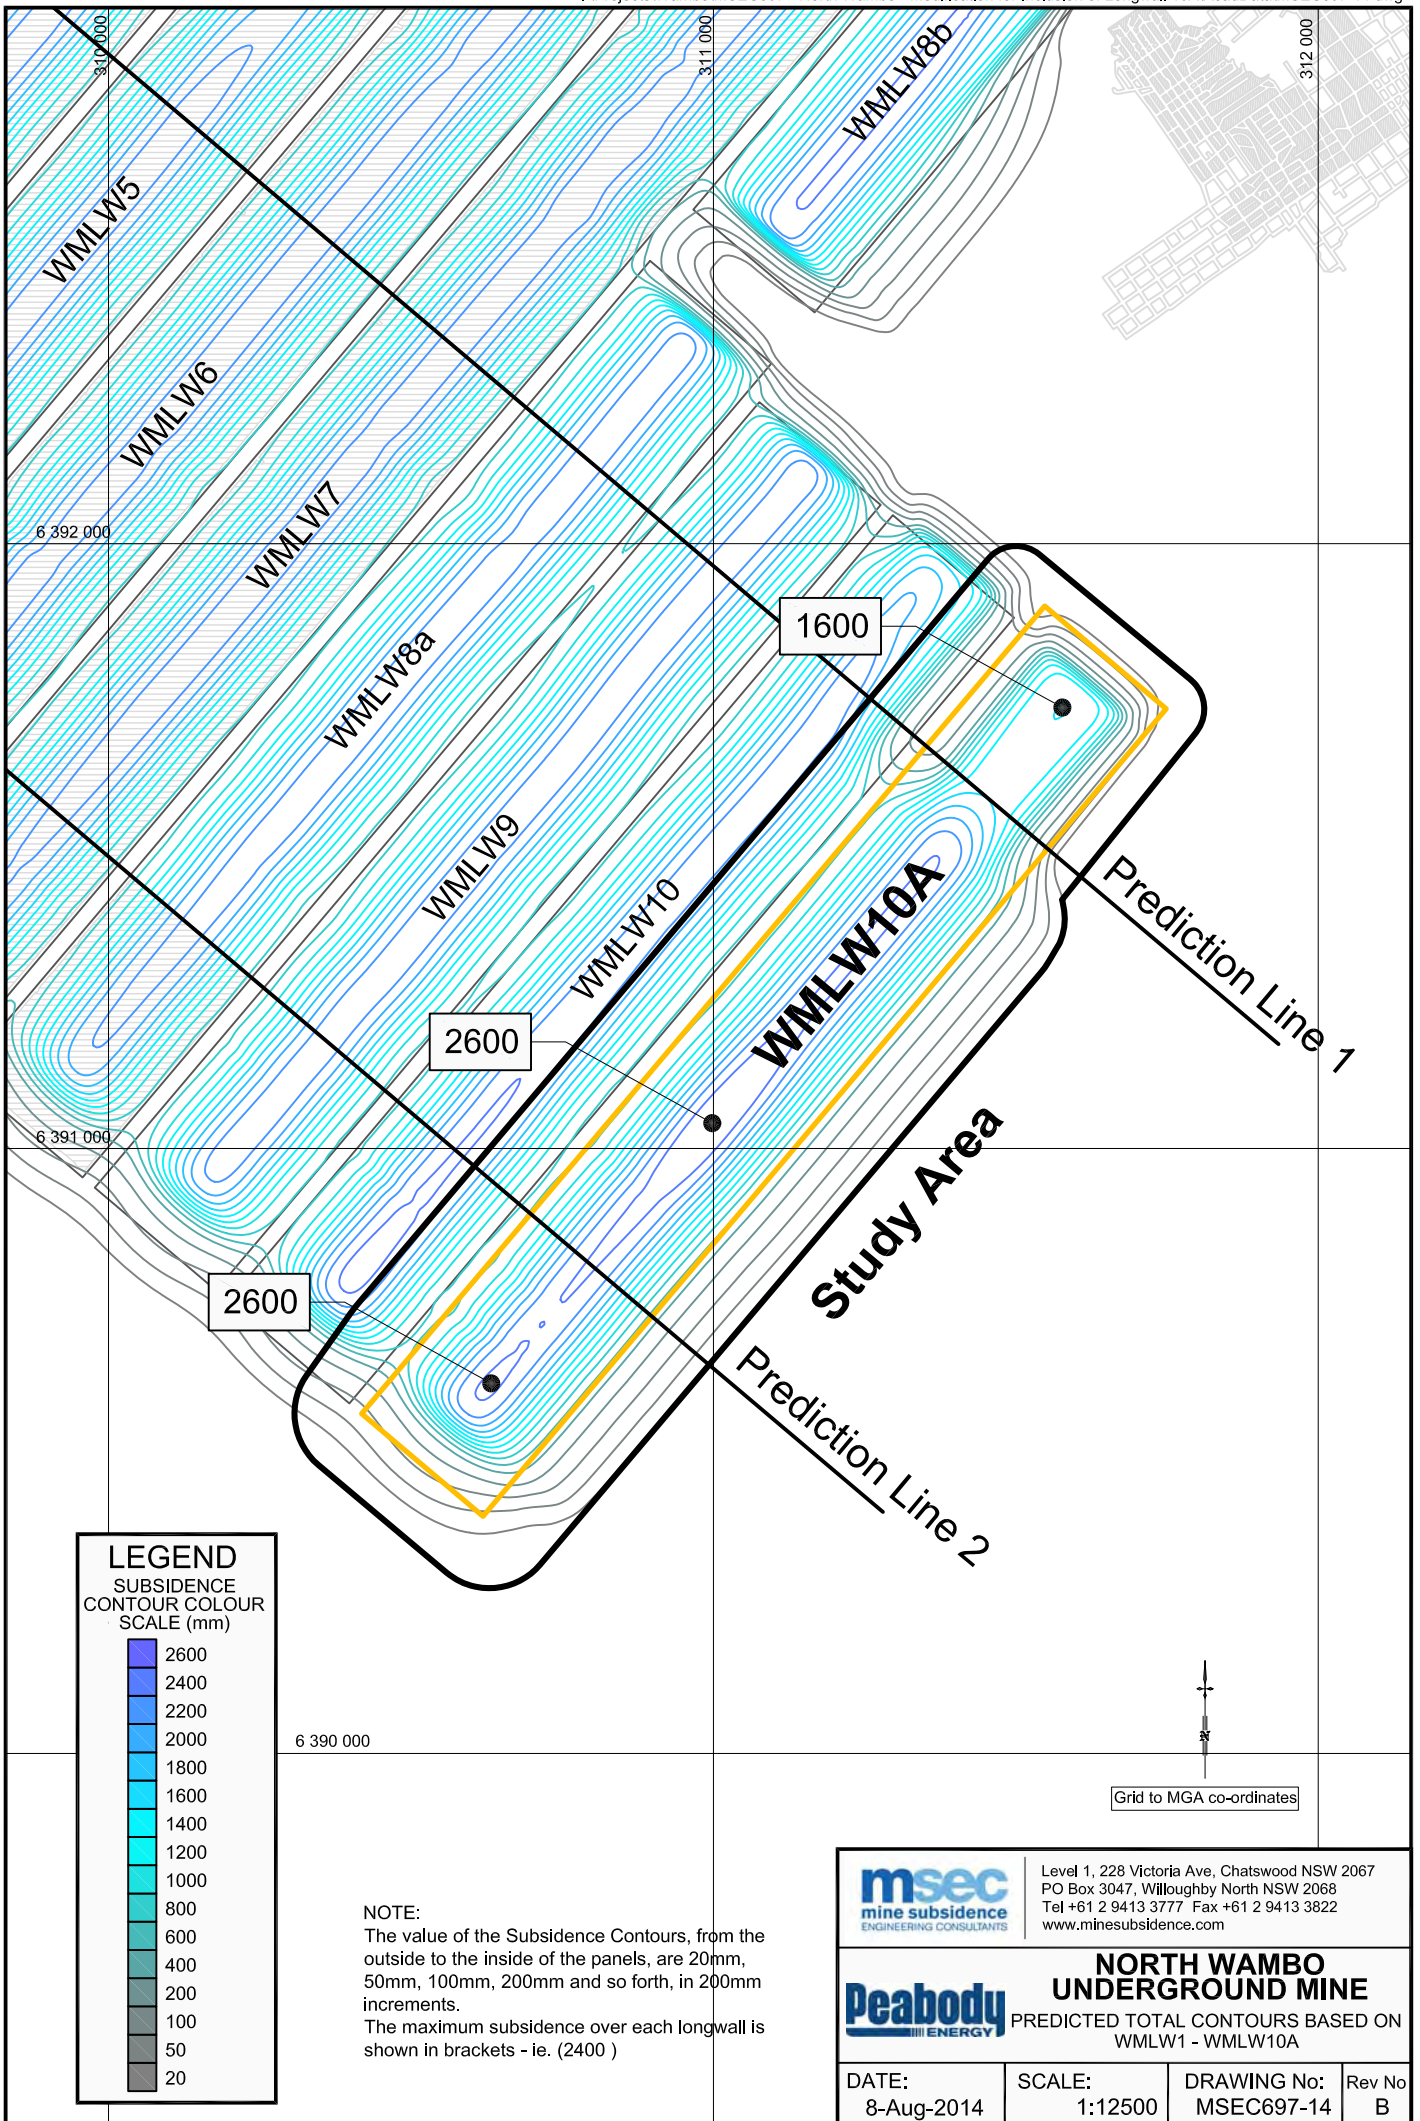 310 000
311 000
312 000
WMLW8b
WMLW5
WMLW6
WMLW7
6 392 000
1600
WMLW8a
WMLW9
WMLW10
WMLW10A
Prediction Line 1
2600
6 391 000
Study Area
2600
Prediction Line 2
LEGEND
SUBSIDENCE
CONTOUR COLOUR
SCALE (mm)
2600
2400
2200
2000
1800
1600
1400
1200
1000
800
600
400
200
100
50
20
6 390 000
N
Grid to MGA co-ordinates
NOTE:
The value of the Subsidence Contours, from the
outside to the inside of the panels, are 20mm,
50mm, 100mm, 200mm and so forth, in 200mm
increments.
The maximum subsidence over each longwall is
shown in brackets - ie. (2400 )
msec
mine subsidence
ENGINEERING CONSULTANTS
Level 1, 228 Victoria Ave, Chatswood NSW 2067
PO Box 3047, Willoughby North NSW 2068
Tel +61 2 9413 3777 Fax +61 2 9413 3822
www.minesubsidence.com
Peabody
ENERGY
NORTH WAMBO
UNDERGROUND MINE
PREDICTED TOTAL CONTOURS BASED ON
WMLW1 - WMLW10A
DATE:
8-Aug-2014
SCALE:
1:12500
DRAWING No:
MSEC697-14
Rev No
B